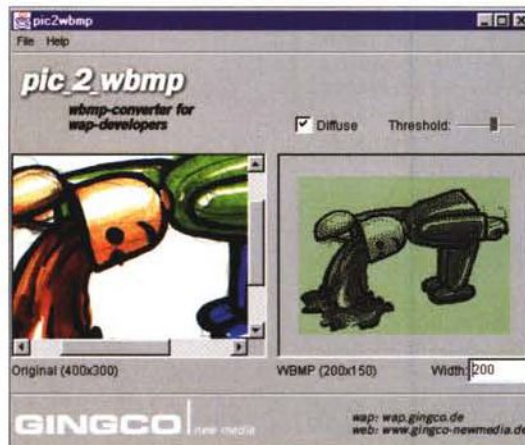 pic2wbmp
File Help
pic_2_wbmp
wbmp-converter for
wap-developers
Diffuse Threshold:
Original (400x300) WBMP (200x150) Width: 200
GINGCO new media
wap: wap.gingco.de
web: www.gingco-newmedia.de